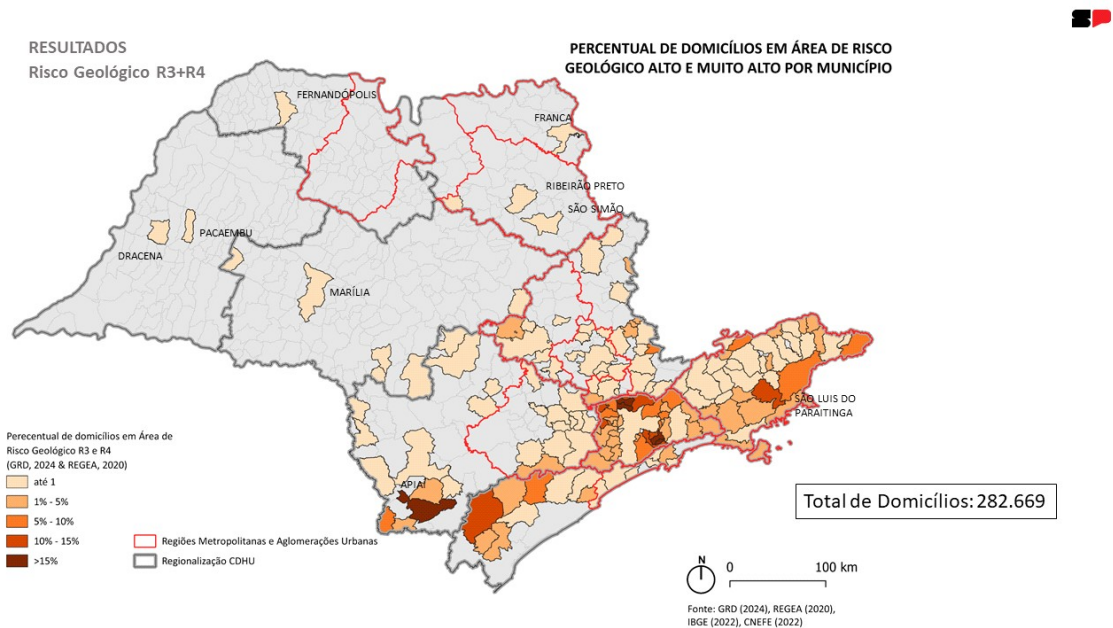 SP
RESULTADOS
Risco Geológico R3+R4
PERCENTUAL DE DOMICÍLIOS EM ÁREA DE RISCO
GEOLÓGICO ALTO E MUITO ALTO POR MUNICÍPIO
FERNANDÓPOLIS
FRANCA
RIBEIRÃO PRETO
SÃO SIMÃO
PACAEMBU
DRACENA
MARÍLIA
SÃO LUIS DO
PARAITINGA
APIAÍ
Perecentual de domicílios em Área de
Risco Geológico R3 e R4
(GRD, 2024 & REGEA, 2020)
até 1
1% - 5%
5% - 10%
10% - 15%
>15%
Regiões Metropolitanas e Aglomerações Urbanas
Regionalização CDHU
Total de Domicílios: 282.669
N
0 100 km
Fonte: GRD (2024), REGEA (2020),
IBGE (2022), CNEFE (2022)